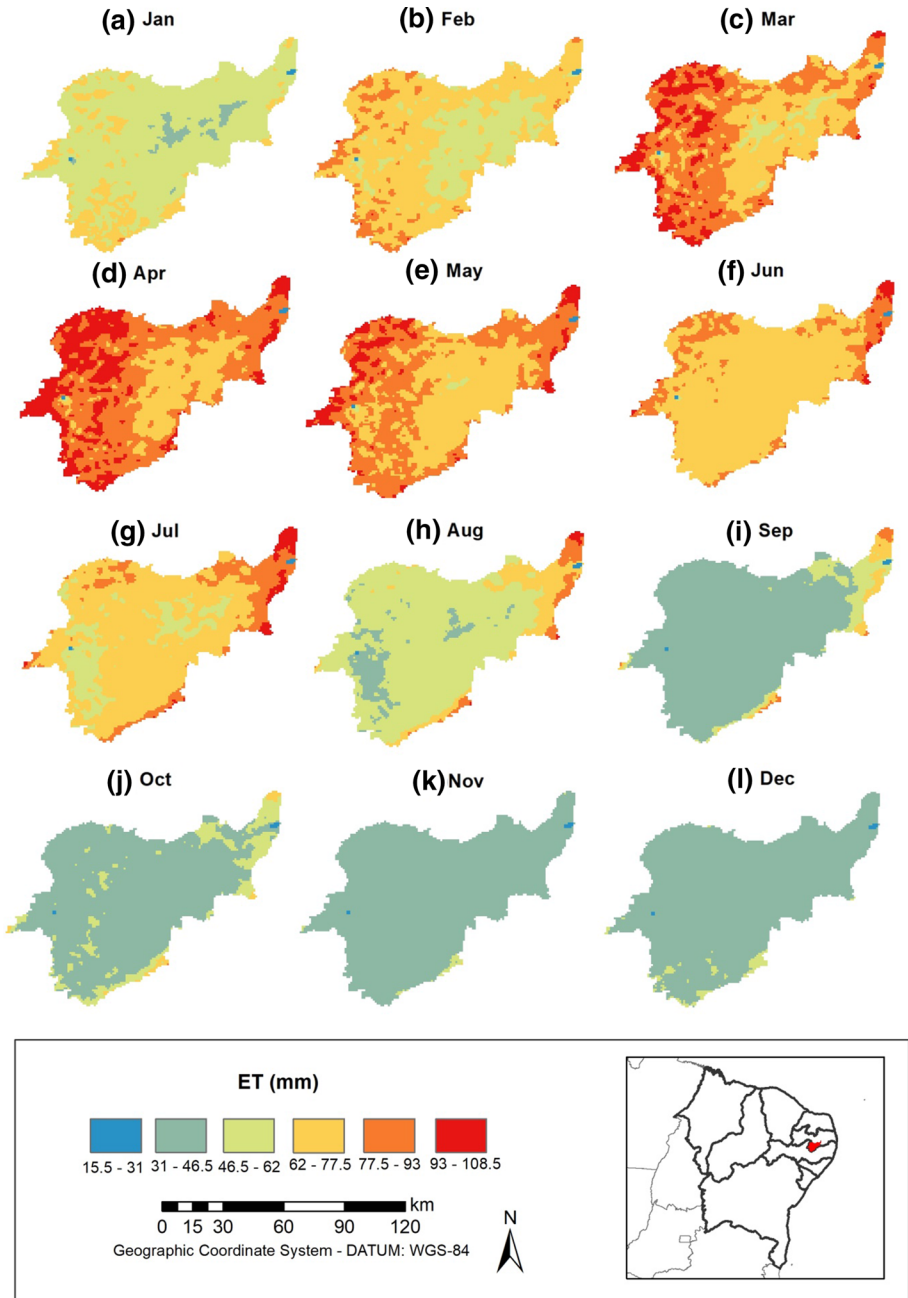 (a) Jan
(b) Feb
(c) Mar
(d) Apr
(e) May
(f) Jun
(g) Jul
(h) Aug
(i) Sep
(j) Oct
(k) Nov
(l) Dec
ET (mm)
15.5 - 31
31 - 46.5
46.5 - 62
62 - 77.5
77.5 - 93
93 - 108.5
km
0 15 30 60 90 120
Geographic Coordinate System - DATUM: WGS-84
N